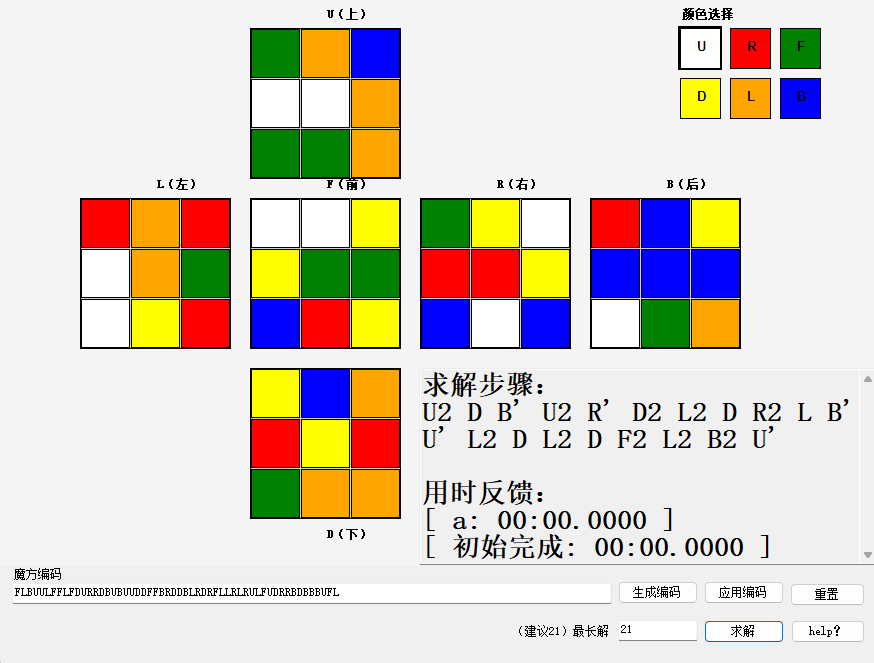 U(上)
颜色选择
U R F
D L B
L(左) F(前) R(右) B(后)
求解步骤:
U2 D B' U2 R' D2 L2 D R2 L B'
U' L2 D L2 D F2 L2 B2 U'
用时反馈:
[ a: 00:00.0000 ]
[ 初始完成: 00:00.0000 ]
D(下)
魔方编码
FLBUULFFLFDURRDBUBUUDDFFBRDDBLRDRFLLRLRULFUDRRBDBBBUFL
生成编码 应用编码 重置
(建议21)最长解 21 求解 help?